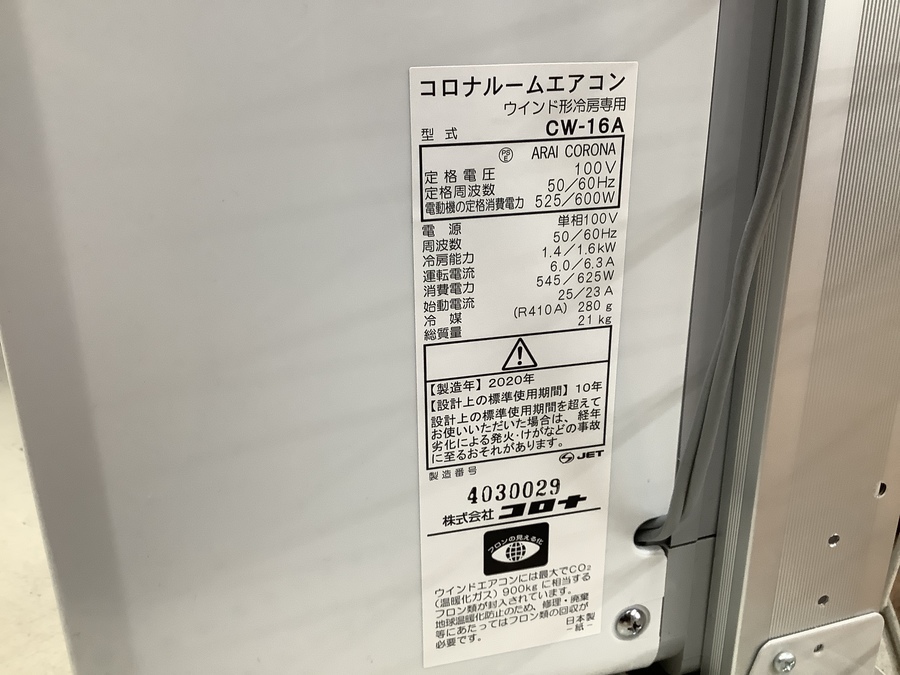 コロナルームエアコン
ウインド形冷房専用
型式 CW-16A
PSE ARAI CORONA
定格電圧 100V
定格周波数 50/60Hz
電動機の定格消費電力 525/600W
電源 単相100V
周波数 50/60Hz
冷房能力 1.4/1.6kW
運転電流 6.0/6.3A
消費電力 545/625W
始動電流 25/23A
冷媒 (R410A) 280g
総質量 21kg
【製造年】2020年
【設計上の標準使用期間】10年
設計上の標準使用期間を超えて
お使いいただいた場合は、経年
劣化による発火・けがなどの事故
に至るおそれがあります。
JET
製造番号
4030029
株式会社 コロナ
フロンの見える化
ウインドエアコンには最大でCO₂
(温暖化ガス)900kgに相当する
フロン類が封入されています。
地球温暖化防止のため、修理・廃棄
等にあたってはフロン類の回収が
必要です。
日本製
-紙-